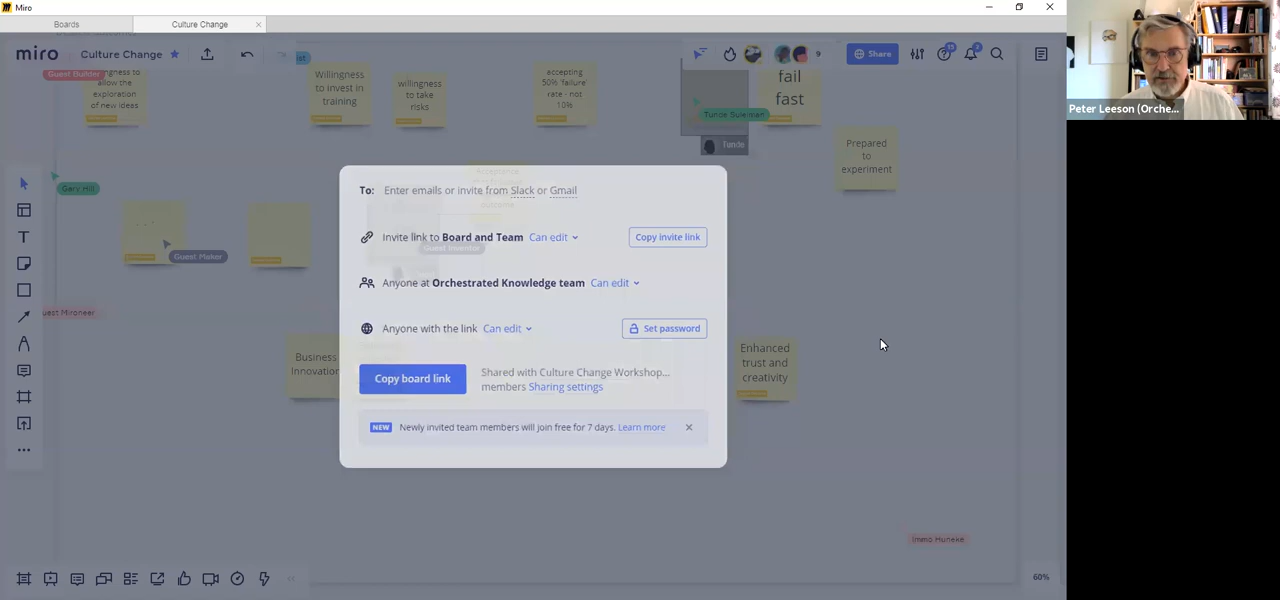 Miro
Boards
Culture Change
miro
Culture Change
9
Share
15
Guest Builder
ngness to
allow the
exploration
of new ideas
Willingness
to invest in
training
willingness
to take
risks
accepting
50% 'failure
rate - not
10%
fail
fast
Tunde Suleiman
Tunde
Prepared
to
experiment
Gary Hill
Guest Maker
Guest Inventor
uest Mironeer
Business
innovation
Enhanced
trust and
creativity
To: Enter emails or invite from Slack or Gmail
Invite link to Board and Team Can edit
Copy invite link
Anyone at Orchestrated Knowledge team Can edit
Anyone with the link Can edit
Set password
Copy board link
Shared with Culture Change Workshop...
members Sharing settings
NEW Newly invited team members will join free for 7 days. Learn more
Immo Huneke
60%
Peter Leeson (Orche...